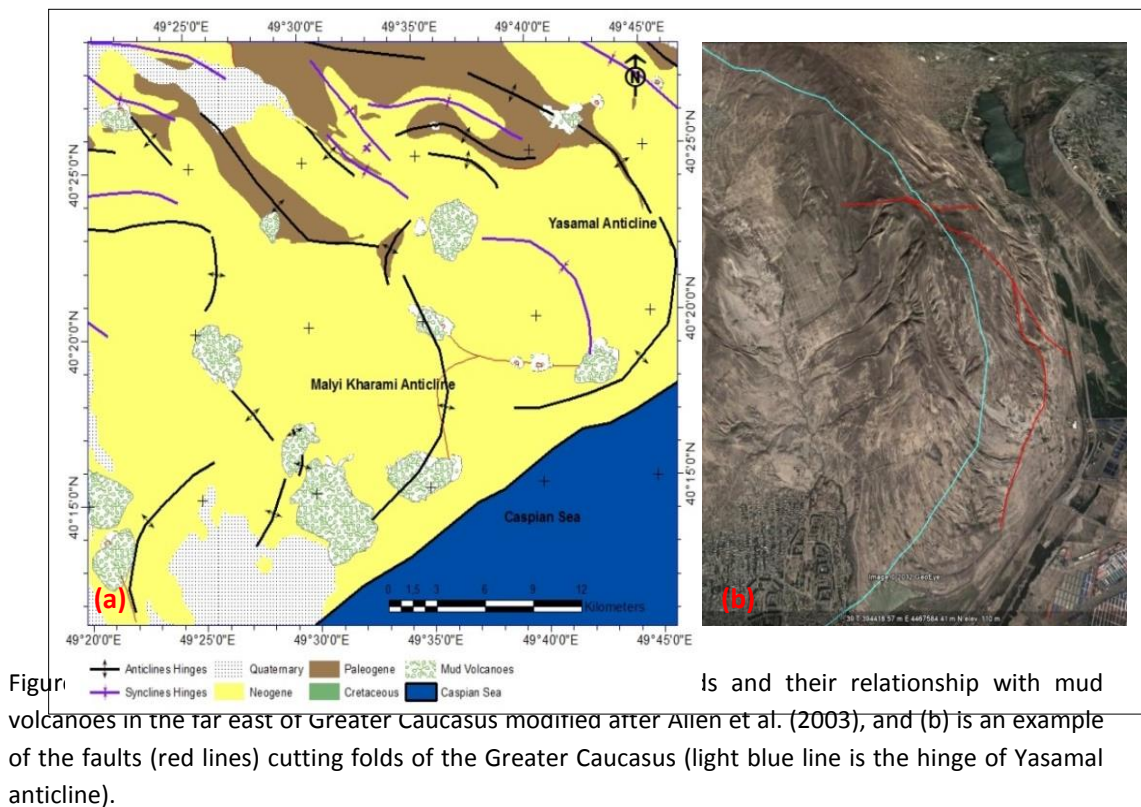 49°25'0"E 49°30'0"E 49°35'0"E 49°40'0"E 49°45'0"E
N
40°25'0"N
40°25'0"N
Yasamal Anticline
40°20'0"N
40°20'0"N
Malyi Kharami Anticline
40°15'0"N
40°15'0"N
Caspian Sea
0 1.5 3 6 9 12
Kilometers
(a)
49°20'0"E 49°25'0"E 49°30'0"E 49°35'0"E 49°40'0"E 49°45'0"E
Anticlines Hinges Quaternary Paleogene Mud Volcanoes
Synclines Hinges Neogene Cretaceous Caspian Sea
(b)
GeoEye
ds and their relationship with mud
volcanoes in the far east of Greater Caucasus modified after Allen et al. (2003), and (b) is an example
of the faults (red lines) cutting folds of the Greater Caucasus (light blue line is the hinge of Yasamal
anticline).